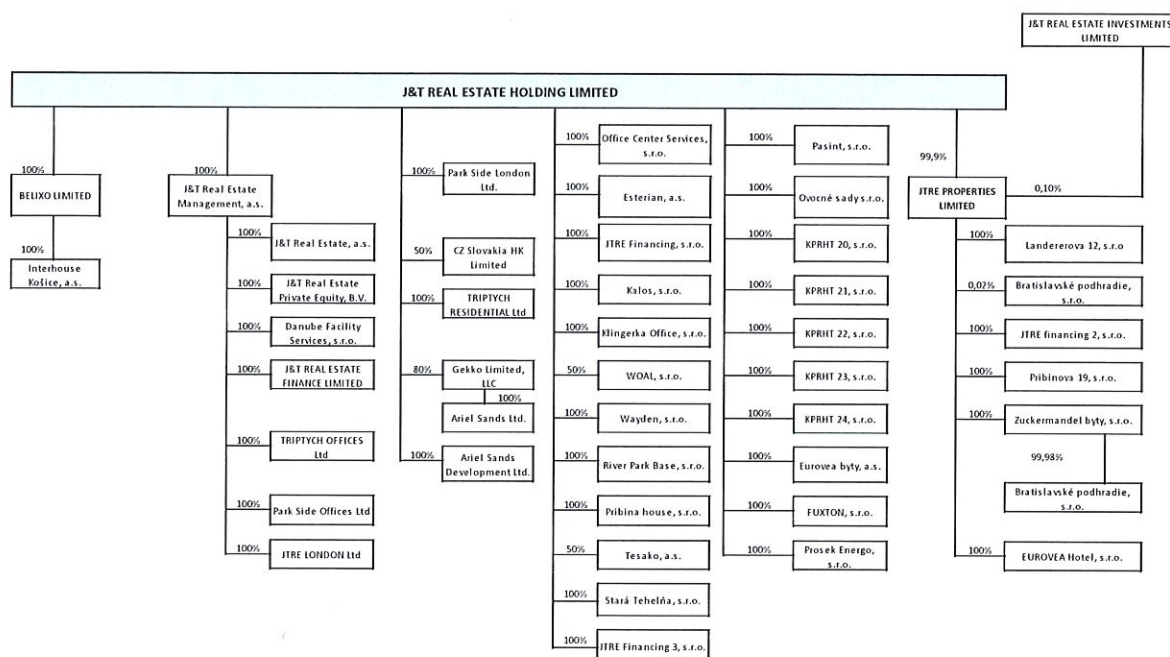 J&T REAL ESTATE INVESTMENTS
LIMITED
J&T REAL ESTATE HOLDING LIMITED
100%
BELIXO LIMITED
100%
Interhouse
Košice, a.s.
100%
J&T Real Estate
Management, a.s.
100%
J&T Real Estate, a.s.
100%
J&T Real Estate
Private Equity, B.V.
100%
Danube Facility
Services, s.r.o.
100%
J&T REAL ESTATE
FINANCE LIMITED
100%
TRIPTYCH OFFICES
Ltd
100%
Park Side Offices Ltd
100%
JTRE LONDON Ltd
100%
Park Side London
Ltd.
50%
CZ Slovakia HK
Limited
100%
TRIPTYCH
RESIDENTIAL Ltd
80%
Gekko Limited,
LLC
100%
Ariel Sands Ltd.
100%
Ariel Sands
Development Ltd.
100%
Office Center Services,
s.r.o.
100%
Esterian, a.s.
100%
JTRE Financing, s.r.o.
100%
Kalos, s.r.o.
100%
Klingerka Office, s.r.o.
50%
WOAL, s.r.o.
100%
Wayden, s.r.o.
100%
River Park Base, s.r.o.
100%
Pribina house, s.r.o.
50%
Tesako, a.s.
100%
Stará Tehelňa, s.r.o.
100%
JTRE Financing 3, s.r.o.
100%
Pasint, s.r.o.
100%
Ovocné sady s.r.o.
100%
KPRHT 20, s.r.o.
100%
KPRHT 21, s.r.o.
100%
KPRHT 22, s.r.o.
100%
KPRHT 23, s.r.o.
100%
KPRHT 24, s.r.o.
100%
Eurovea byty, a.s.
100%
FUXTON, s.r.o.
100%
Prosek Energo,
s.r.o.
99,9%
JTRE PROPERTIES
LIMITED
0,10%
100%
Landererova 12, s.r.o
0,02%
Bratislavské podhradie,
s.r.o.
100%
JTRE financing 2, s.r.o.
100%
Pribinova 19, s.r.o.
100%
Zuckermandel byty, s.r.o.
99,98%
Bratislavské podhradie,
s.r.o.
100%
EUROVEA Hotel, s.r.o.